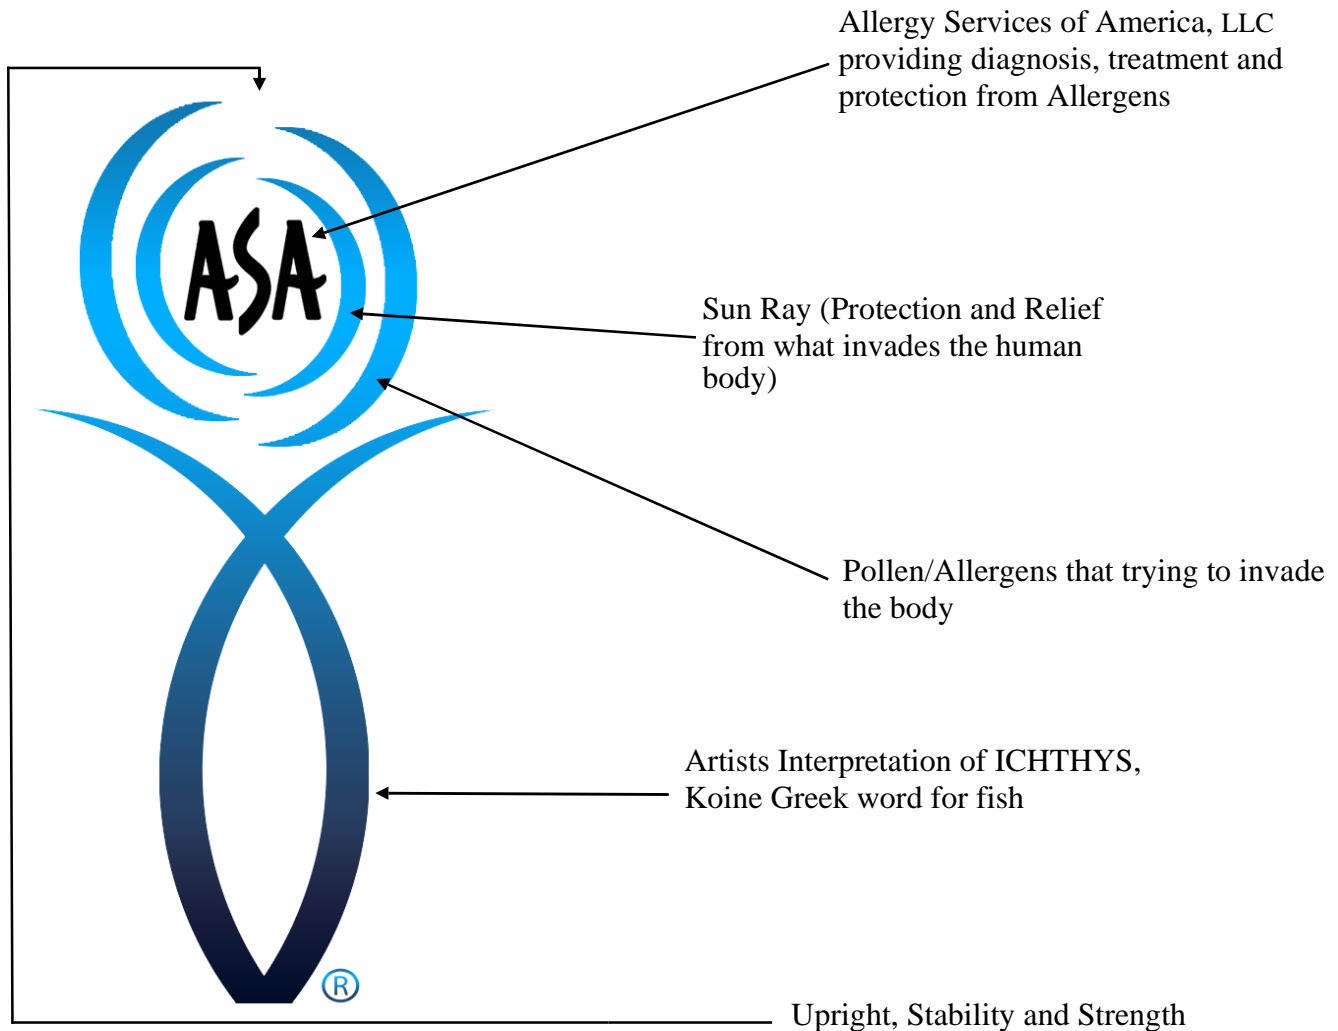 Allergy Services of America, LLC
providing diagnosis, treatment and
protection from Allergens
ASA
Sun Ray (Protection and Relief
from what invades the human
body)
Pollen/Allergens that trying to invade
the body
Artists Interpretation of ICHTHYS,
Koine Greek word for fish
®
Upright, Stability and Strength